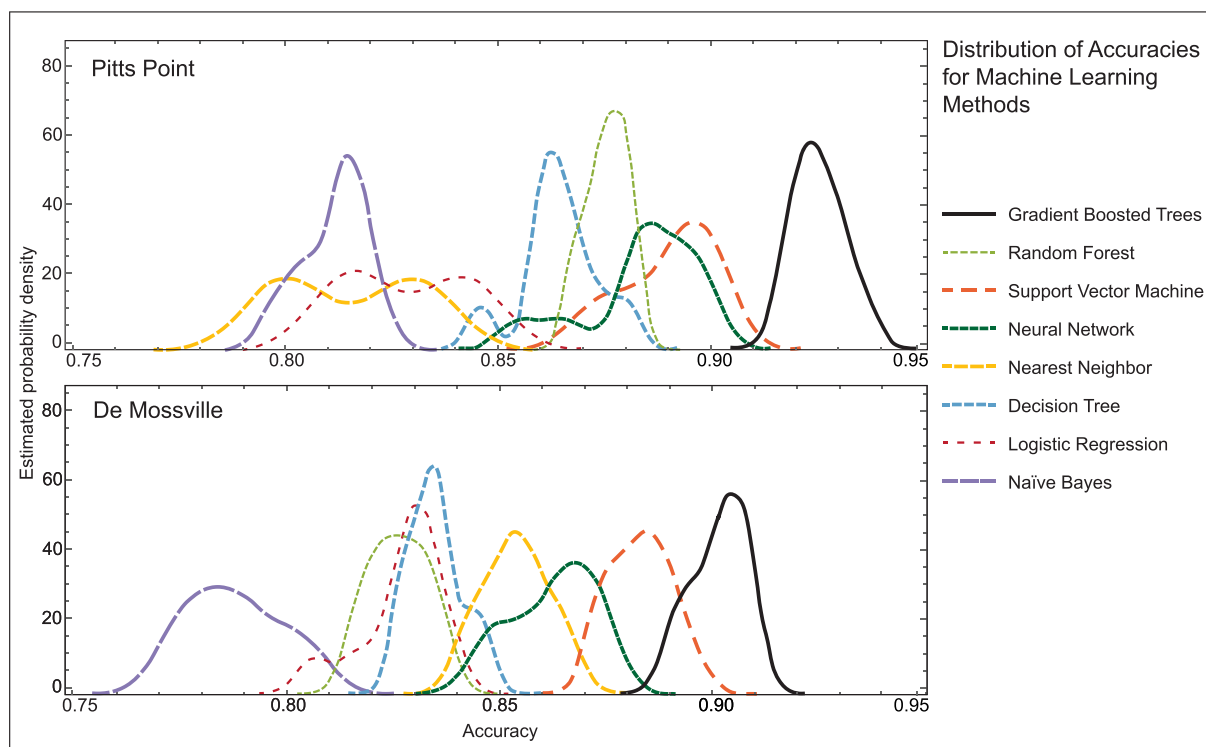 Pitts Point
80
60
40
20
0
0.75
0.80
0.85
0.90
0.95
De Mossville
80
60
40
20
0
0.75
0.80
0.85
0.90
0.95
Estimated probability density
Accuracy
Distribution of Accuracies
for Machine Learning
Methods
Gradient Boosted Trees
Random Forest
Support Vector Machine
Neural Network
Nearest Neighbor
Decision Tree
Logistic Regression
Naïve Bayes